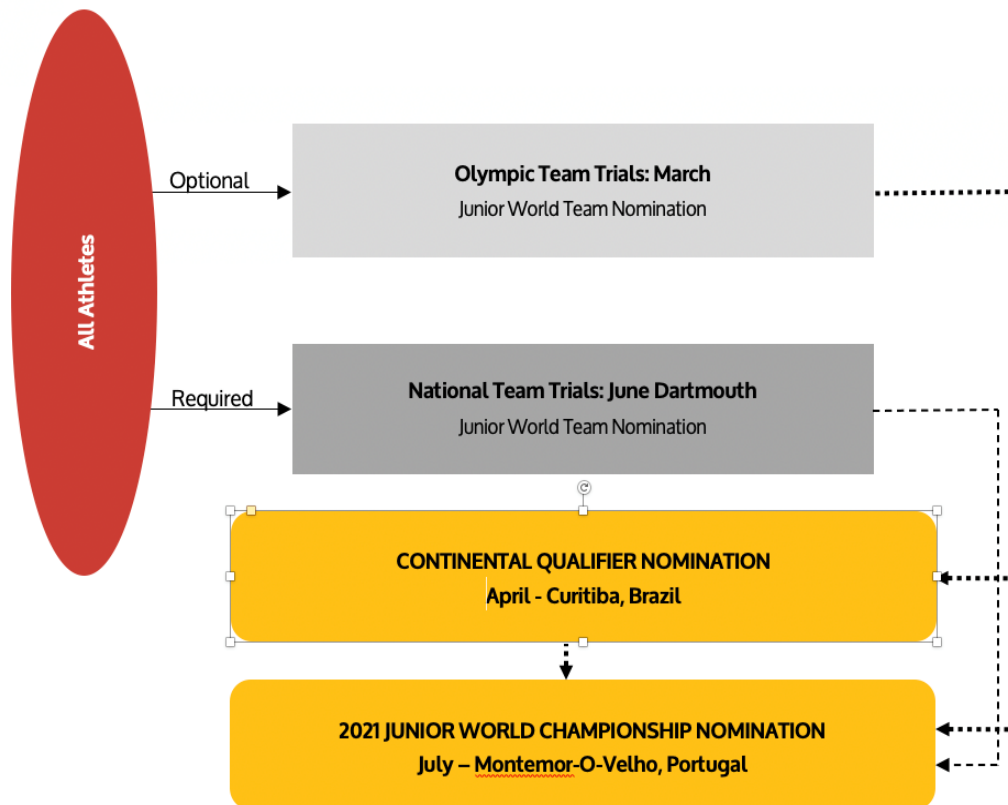 All Athletes
Optional
Olympic Team Trials: March
Junior World Team Nomination
Required
National Team Trials: June Dartmouth
Junior World Team Nomination
CONTINENTAL QUALIFIER NOMINATION
April - Curitiba, Brazil
2021 JUNIOR WORLD CHAMPIONSHIP NOMINATION
July – Montemor-O-Velho, Portugal